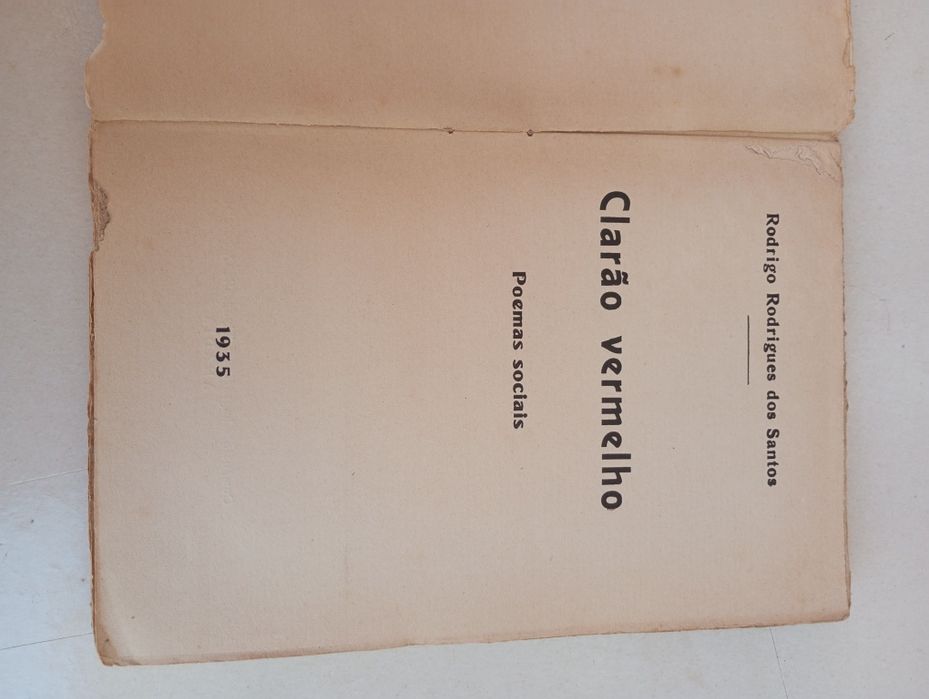 Rodrigo Rodrigues dos Santos
Clarão vermelho
Poemas sociais
1935